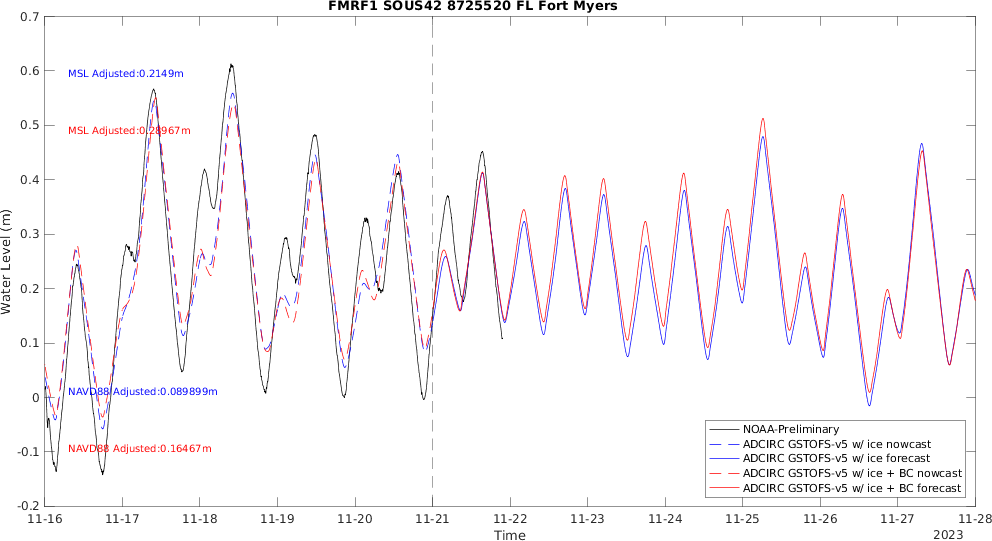 FMRF1 SOUS42 8725520 FL Fort Myers
0.7
0.6
0.5
0.4
0.3
0.2
0.1
0
-0.1
-0.2
Water Level (m)
MSL Adjusted:0.2149m
MSL Adjusted:0.28967m
NAVD88 Adjusted:0.089899m
NAVD88 Adjusted:0.16467m
NOAA-Preliminary
ADCIRC GSTOFS-v5 w/ ice nowcast
ADCIRC GSTOFS-v5 w/ ice forecast
ADCIRC GSTOFS-v5 w/ ice + BC nowcast
ADCIRC GSTOFS-v5 w/ ice + BC forecast
11-16 11-17 11-18 11-19 11-20 11-21 11-22 11-23 11-24 11-25 11-26 11-27 11-28
Time
2023